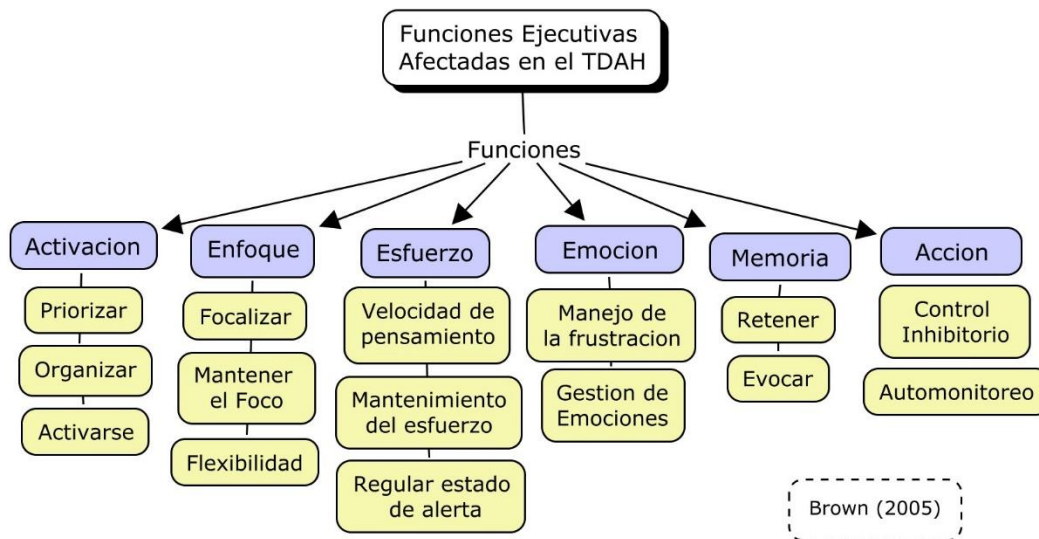 Funciones Ejecutivas
Afectadas en el TDAH
Funciones
Activacion
Priorizar
Organizar
Activarse
Enfoque
Focalizar
Mantener
el Foco
Flexibilidad
Esfuerzo
Velocidad de
pensamiento
Mantenimiento
del esfuerzo
Regular estado
de alerta
Emocion
Manejo de
la frustracion
Gestion de
Emociones
Memoria
Retener
Evocar
Accion
Control
Inhibitorio
Automonitoreo
Brown (2005)